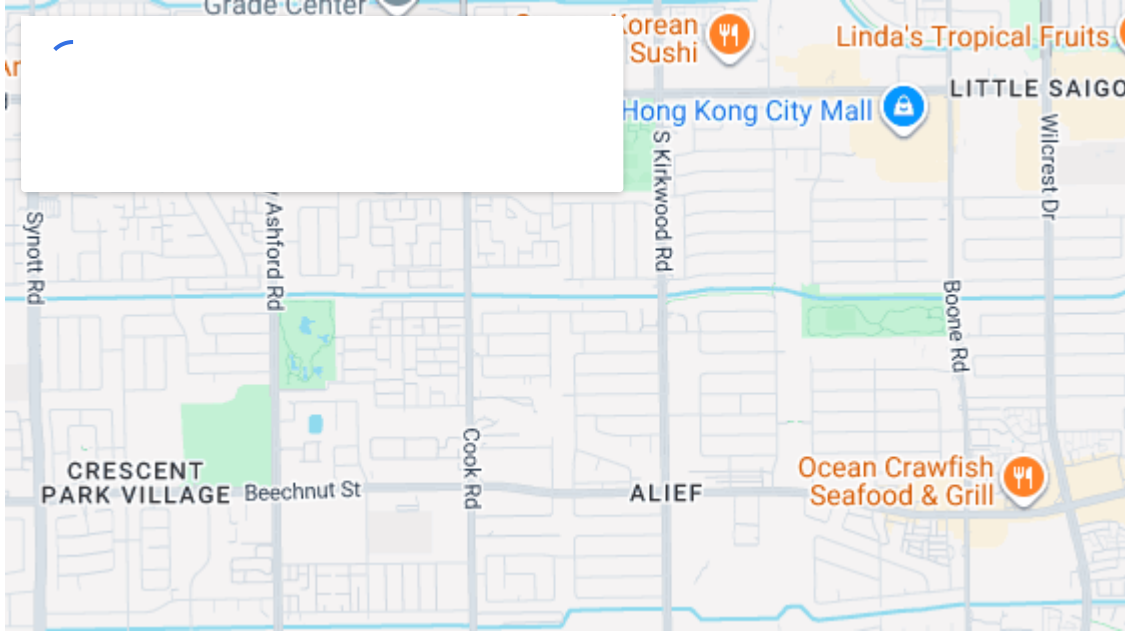 Grade Center
Korean
Sushi
Linda's Tropical Fruits
LITTLE SAIGO
Hong Kong City Mall
S Kirkwood Rd
Wilcrest Dr
Synott Rd
Ashford Rd
Boone Rd
CRESCENT
PARK VILLAGE
Beechnut St
Cook Rd
ALIEF
Ocean Crawfish
Seafood & Grill